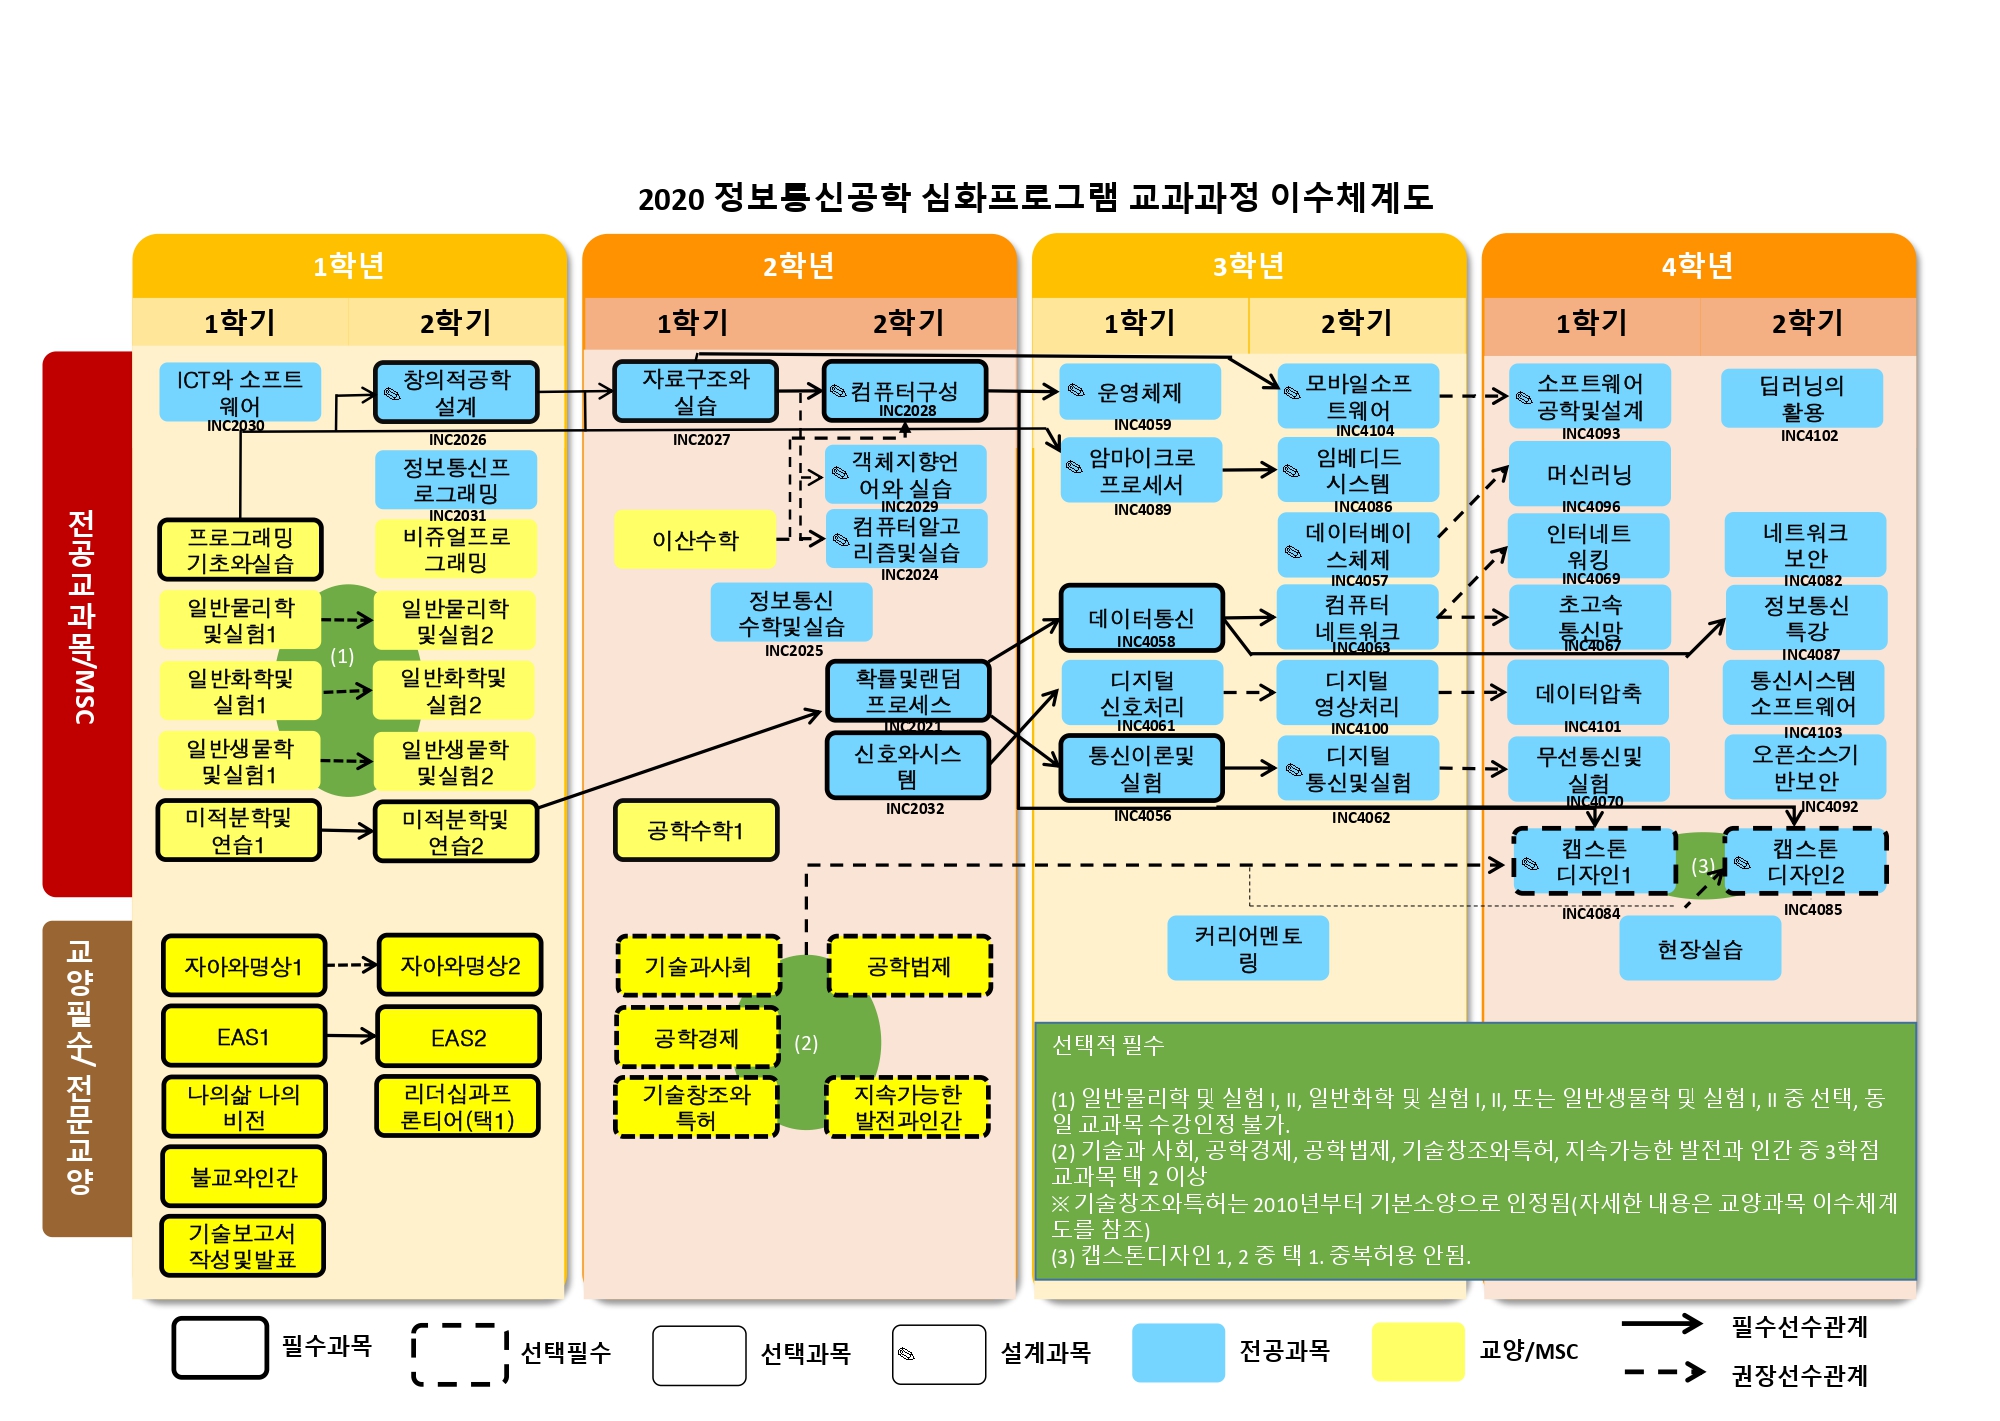 2020 정보통신공학 심화프로그램 교과과정 이수체계도
1학년
2학년
3학년
4학년
1학기
2학기
1학기
2학기
1학기
2학기
1학기
2학기
전공교과목/MSC
교양필수/전문교양
ICT와 소프트
웨어
INC2030
프로그래밍
기초와실습
일반물리학
및실험1
일반화학및
실험1
일반생물학
및실험1
미적분학및
연습1
(1)
창의적공학
설계
INC2026
정보통신프
로그래밍
INC2031
비쥬얼프로
그래밍
일반물리학
및실험2
일반화학및
실험2
일반생물학
및실험2
미적분학및
연습2
자아와명상1
EAS1
나의삶 나의
비전
불교와인간
기술보고서
작성및발표
자아와명상2
EAS2
리더십과프
론티어(택1)
자료구조와
실습
INC2027
이산수학
정보통신
수학및실습
INC2025
공학수학1
컴퓨터구성
INC2028
객체지향언
어와 실습
INC2029
컴퓨터알고
리즘및실습
INC2024
확률및랜덤
프로세스
INC2021
신호와시스
템
INC2032
기술과사회
공학법제
공학경제
(2)
기술창조와
특허
지속가능한
발전과인간
운영체제
INC4059
암마이크로
프로세서
INC4089
데이터통신
INC4058
디지털
신호처리
INC4061
통신이론및
실험
INC4056
모바일소프
트웨어
INC4104
임베디드
시스템
INC4086
데이터베이
스체제
INC4057
컴퓨터
네트워크
INC4063
디지털
영상처리
INC4100
디지털
통신및실험
INC4062
커리어멘토
링
소프트웨어
공학및설계
INC4093
머신러닝
INC4096
인터네트
워킹
INC4069
초고속
통신망
INC4067
데이터압축
INC4101
무선통신및
실험
INC4070
캡스톤
디자인1
INC4084
(3)
딥러닝의
활용
INC4102
네트워크
보안
INC4082
정보통신
특강
INC4087
통신시스템
소프트웨어
INC4103
오픈소스기
반보안
INC4092
캡스톤
디자인2
INC4085
현장실습
선택적 필수
(1) 일반물리학 및 실험 I, II, 일반화학 및 실험 I, II, 또는 일반생물학 및 실험 I, II 중 선택, 동
일 교과목 수강인정 불가.
(2) 기술과 사회, 공학경제, 공학법제, 기술창조와특허, 지속가능한 발전과 인간 중 3학점
교과목 택 2 이상
※ 기술창조와특허는 2010년부터 기본소양으로 인정됨(자세한 내용은 교양과목 이수체계
도를 참조)
(3) 캡스톤디자인 1, 2 중 택 1. 중복허용 안됨.
필수과목
선택필수
선택과목
설계과목
전공과목
교양/MSC
필수선수관계
권장선수관계